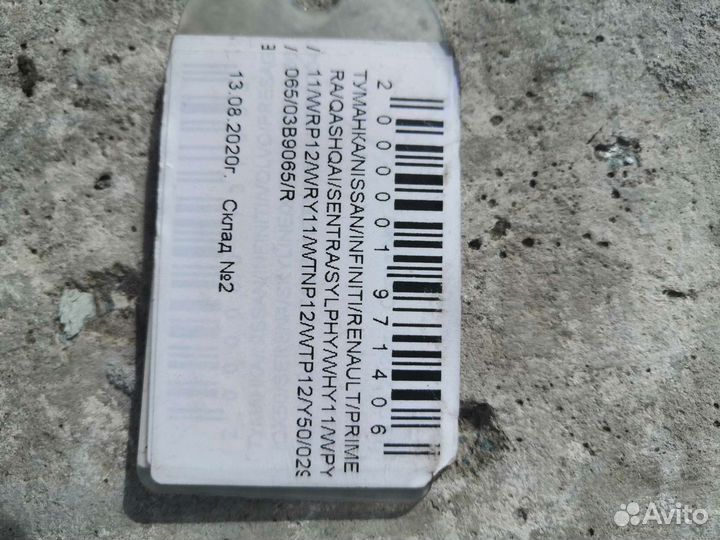 2000001971406
ТУМАНКА/NISSAN/INFINITI/RENAULT/PRIME
RA/QASHQAI/SENTRA/SYLPHY/WHY11/WPY
11/WRP12/WRY11/WTNP12/WTP12/Y50/029
065/03B9065/R
13.08.2020г. Склад №2
Avito